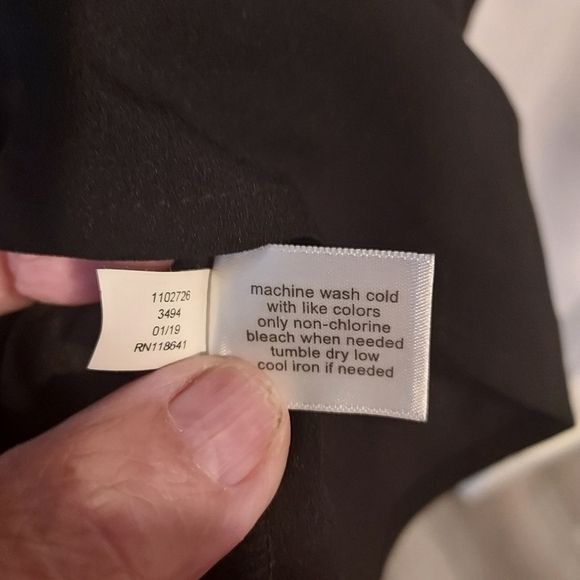 1102726
3494
01/19
RN118641
machine wash cold
with like colors
only non-chlorine
bleach when needed
tumble dry low
cool iron if needed